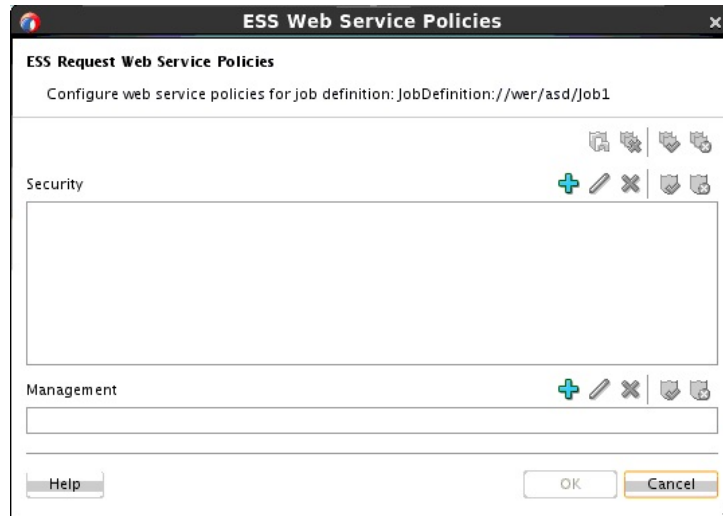 ESS Web Service Policies
ESS Request Web Service Policies
Configure web service policies for job definition: JobDefinition://wer/asd/Job1
Security
Management
Help
OK
Cancel